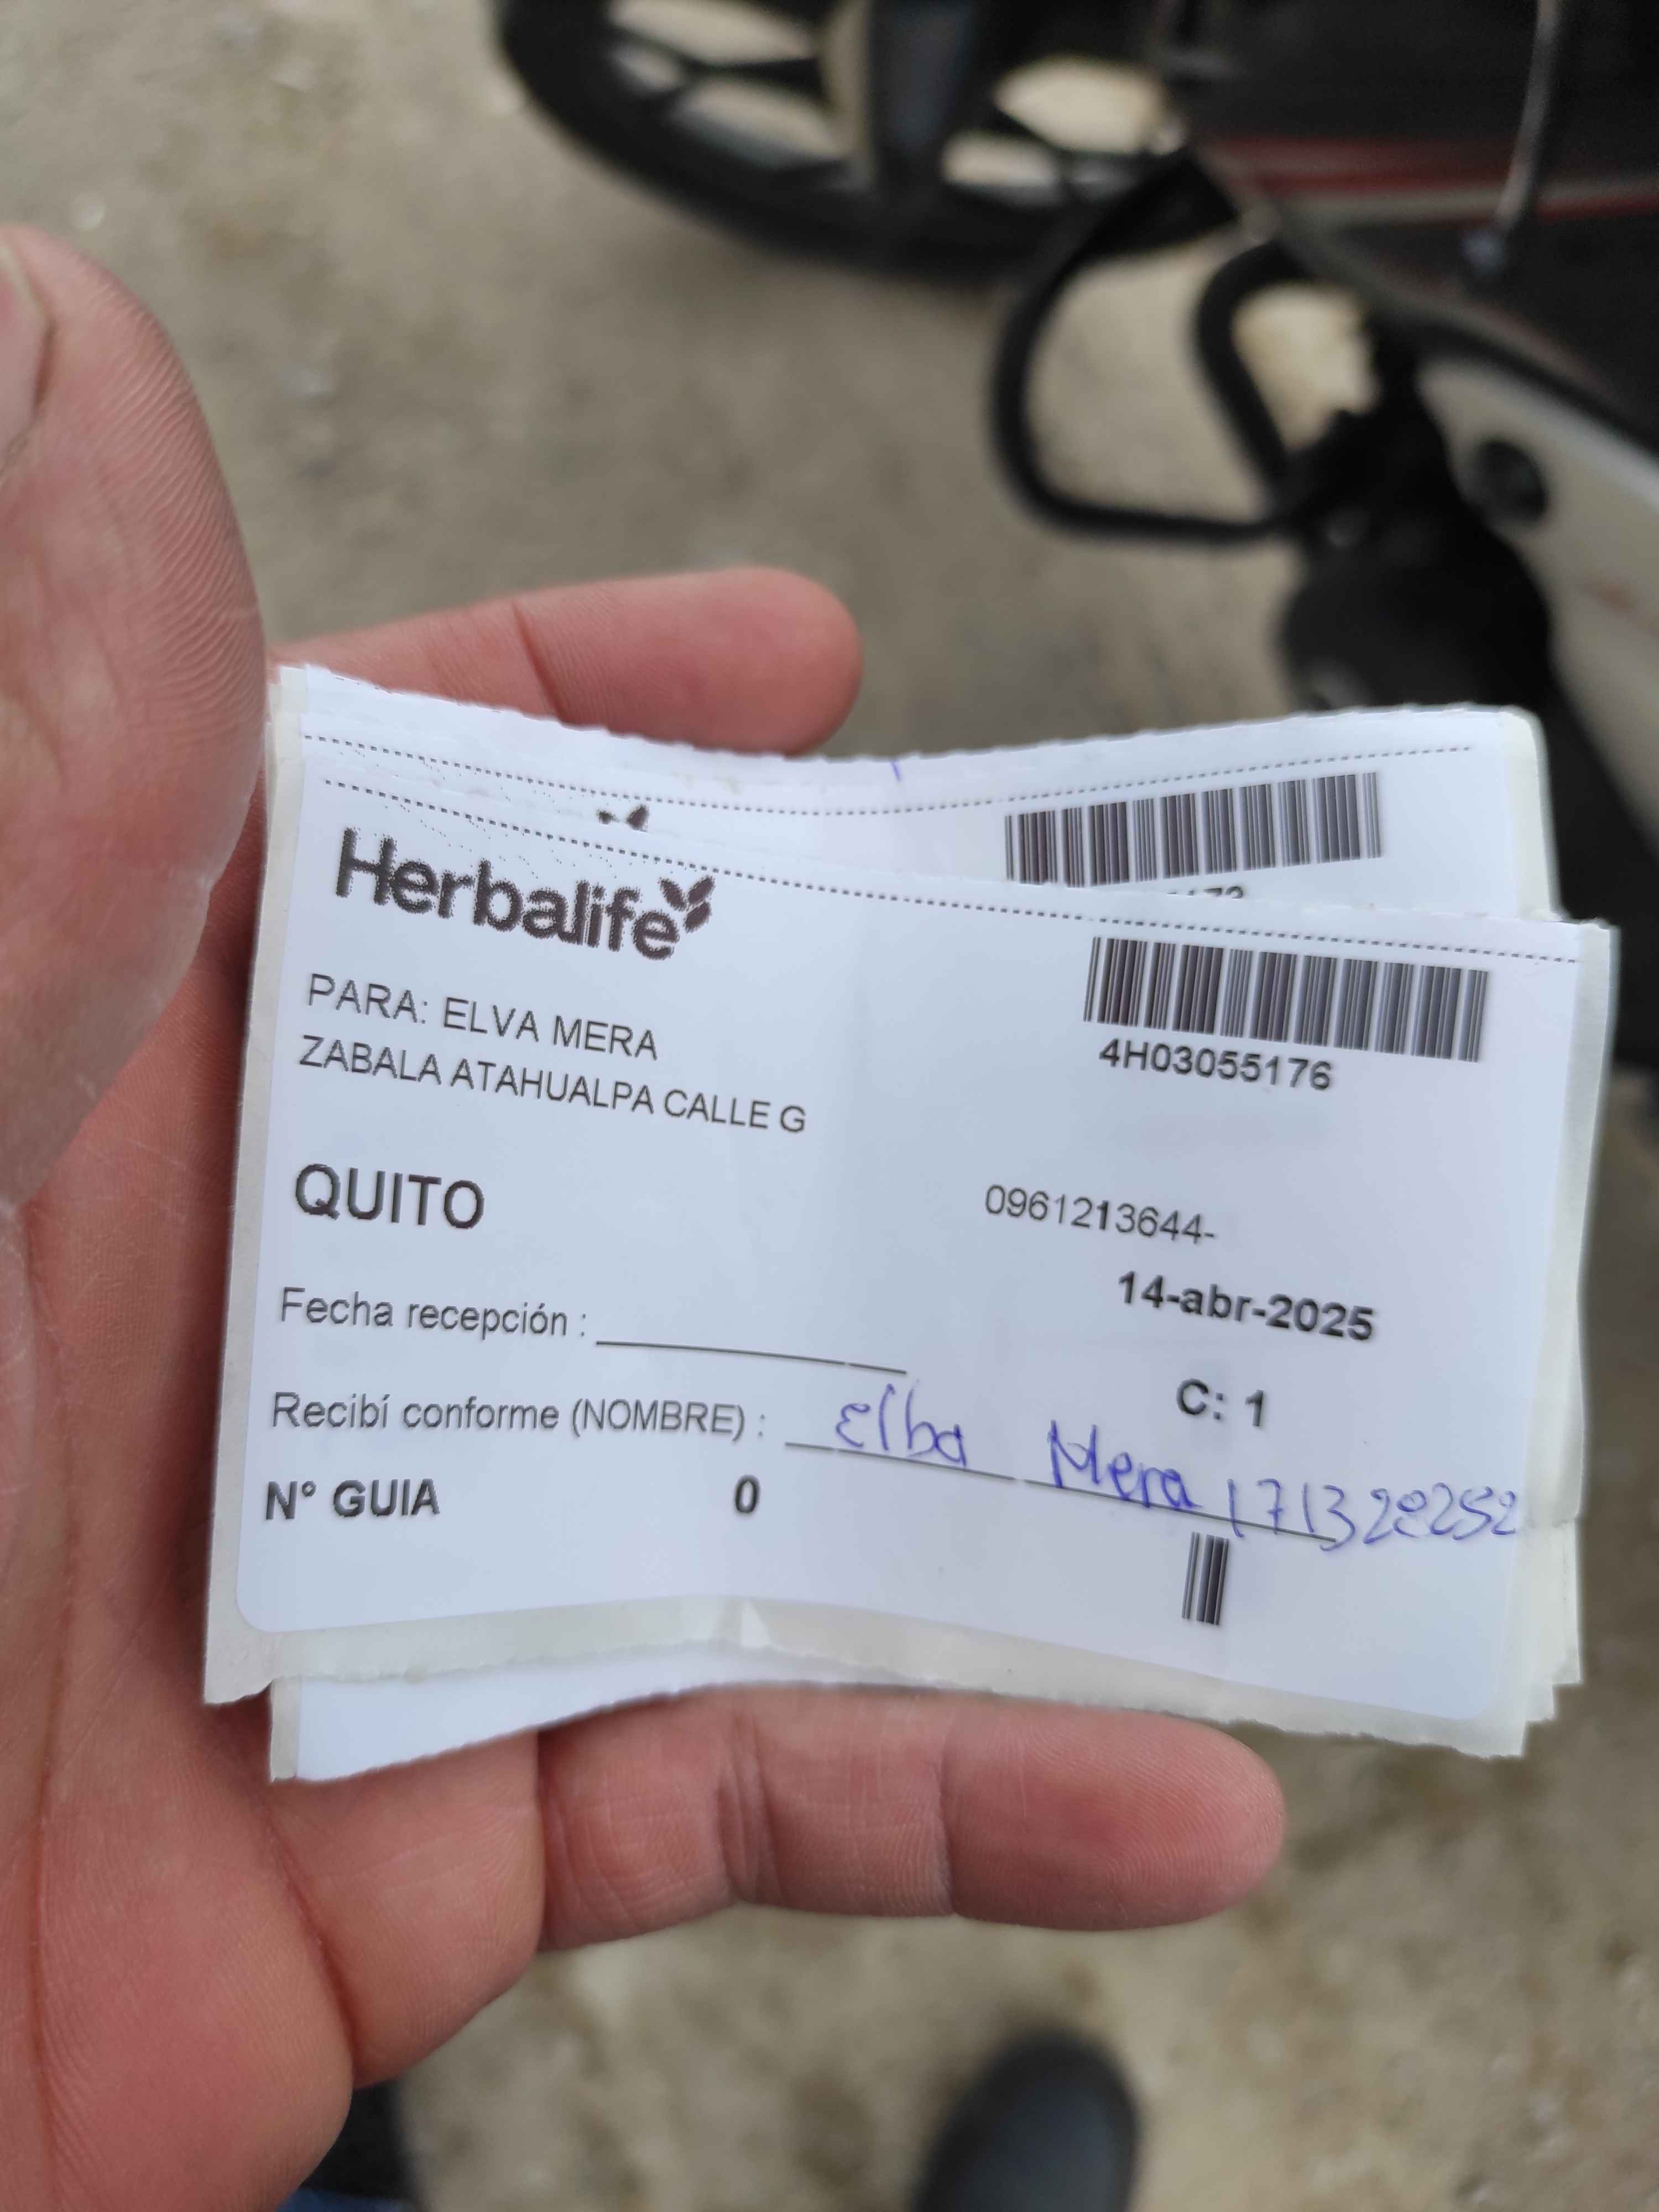 Herbalife
4H03055176
PARA: ELVA MERA
ZABALA ATAHUALPA CALLE G
QUITO
0961213644-
14-abr-2025
Fecha recepción :
C: 1
Recibí conforme (NOMBRE) : Elba Mera 171328252
N° GUIA 0